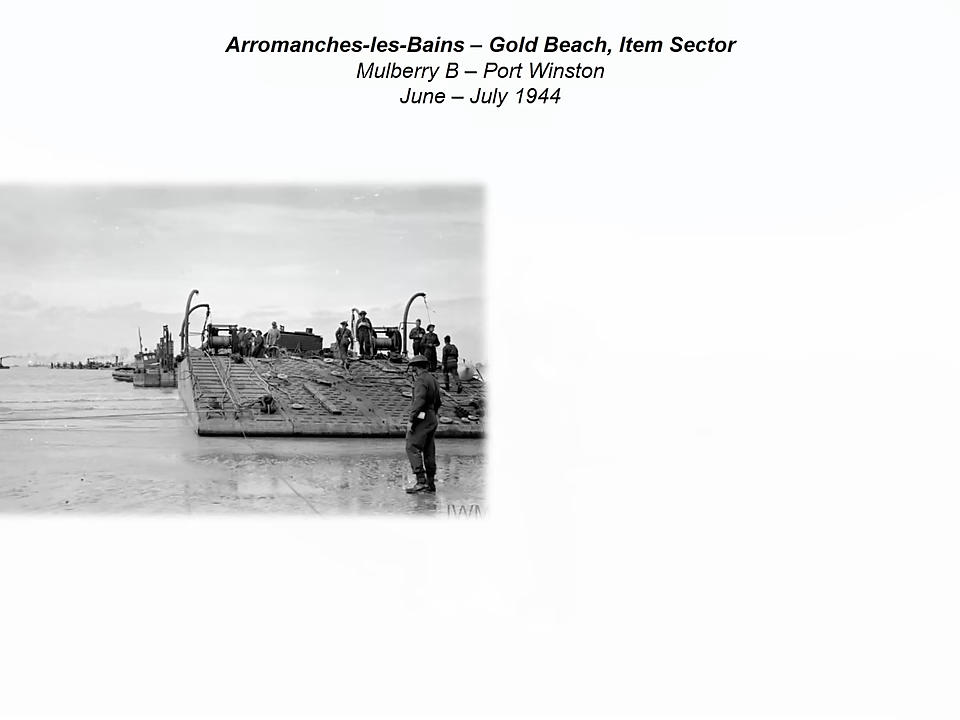 Arromanches-les-Bains – Gold Beach, Item Sector
Mulberry B – Port Winston
June – July 1944
IWM